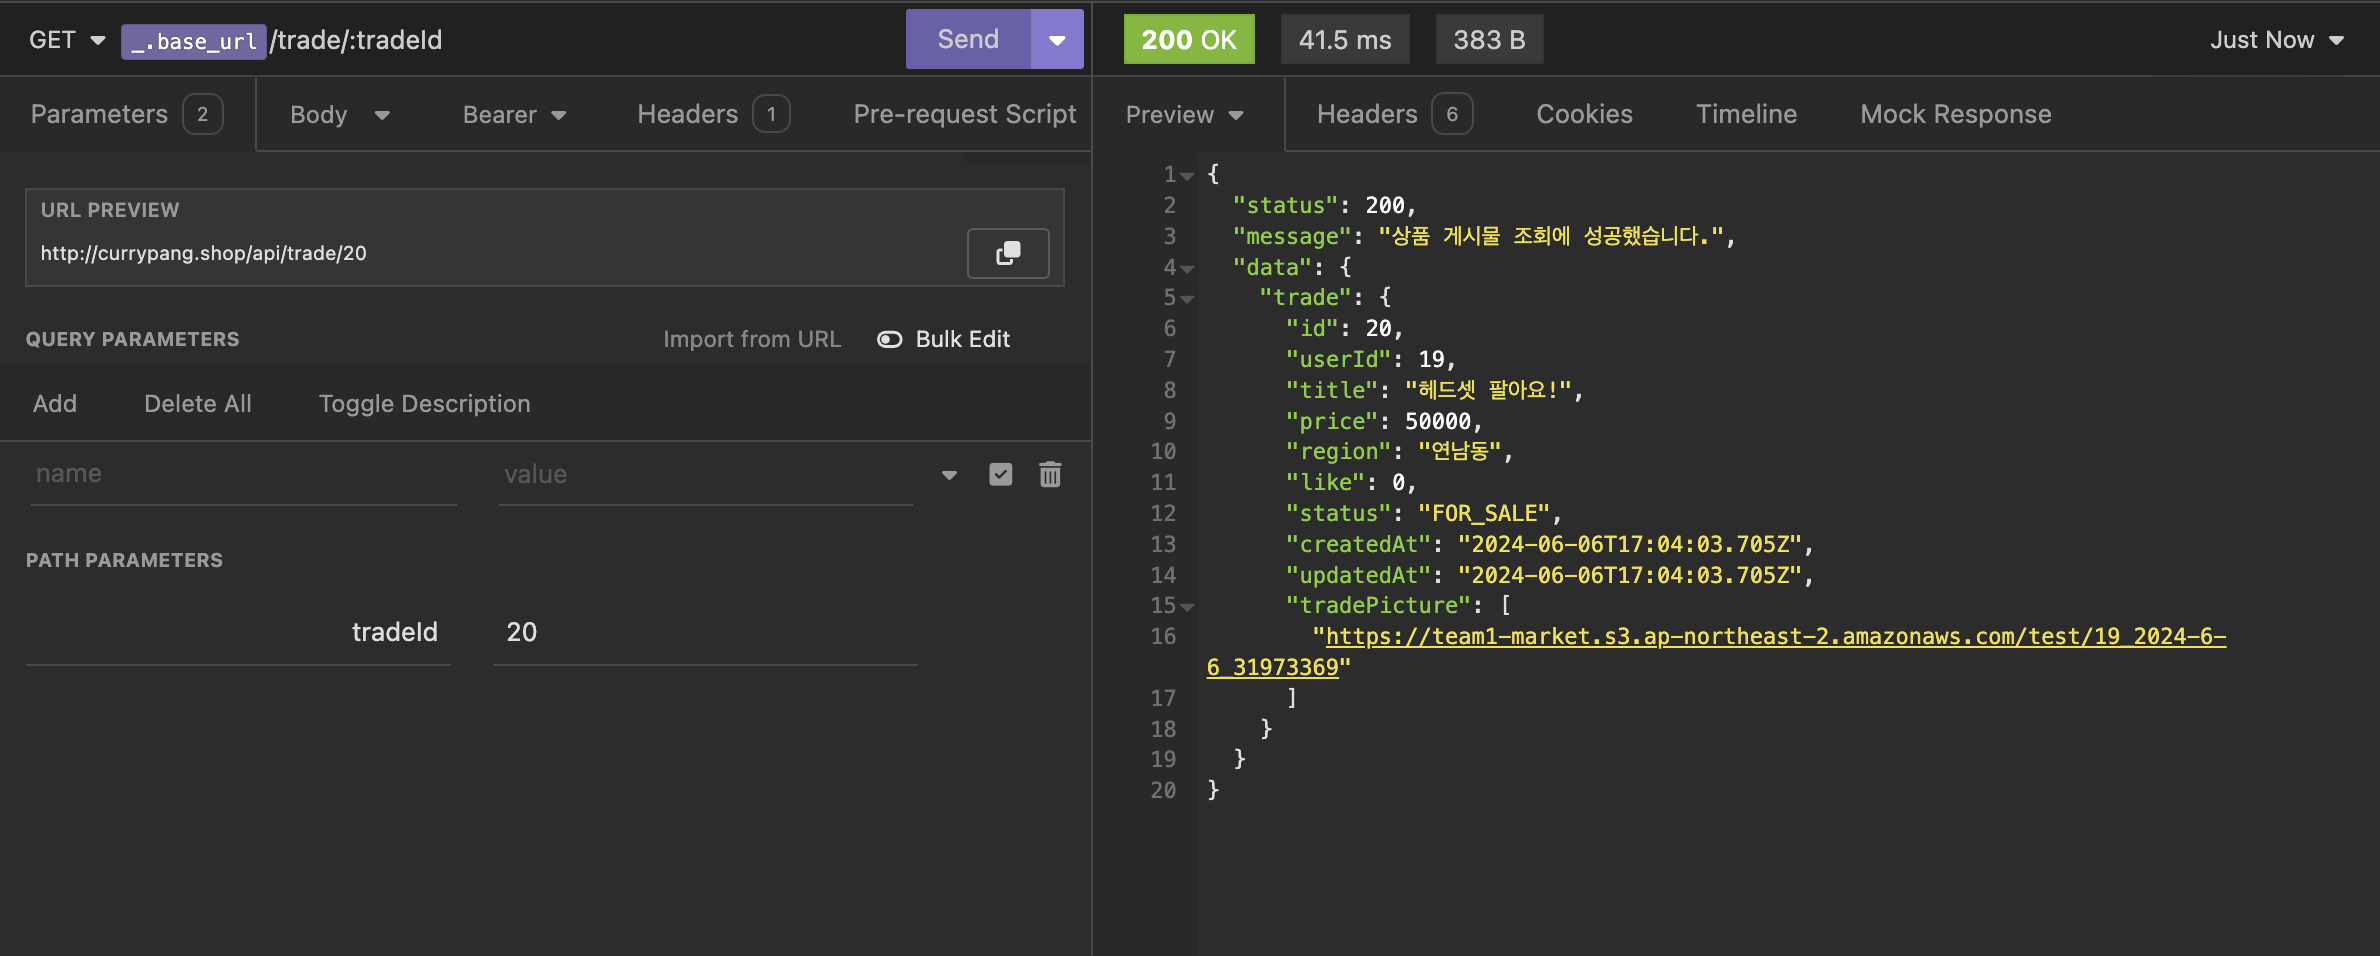 GET _.base_url/trade/:tradeId Send
200 OK 41.5 ms 383 B Just Now
Parameters 2 Body Bearer Headers 1 Pre-request Script
Preview Headers 6 Cookies Timeline Mock Response
URL PREVIEW
http://currypang.shop/api/trade/20
QUERY PARAMETERS Import from URL Bulk Edit
Add Delete All Toggle Description
name value
PATH PARAMETERS
tradeId 20
1 {
2 "status": 200,
3 "message": "상품 게시물 조회에 성공했습니다.",
4 "data": {
5 "trade": {
6 "id": 20,
7 "userId": 19,
8 "title": "헤드셋 팔아요!",
9 "price": 50000,
10 "region": "연남동",
11 "like": 0,
12 "status": "FOR_SALE",
13 "createdAt": "2024-06-06T17:04:03.705Z",
14 "updatedAt": "2024-06-06T17:04:03.705Z",
15 "tradePicture": [
16 "https://team1-market.s3.ap-northeast-2.amazonaws.com/test/19_2024-6-
6_31973369"
17 ]
18 }
19 }
20 }